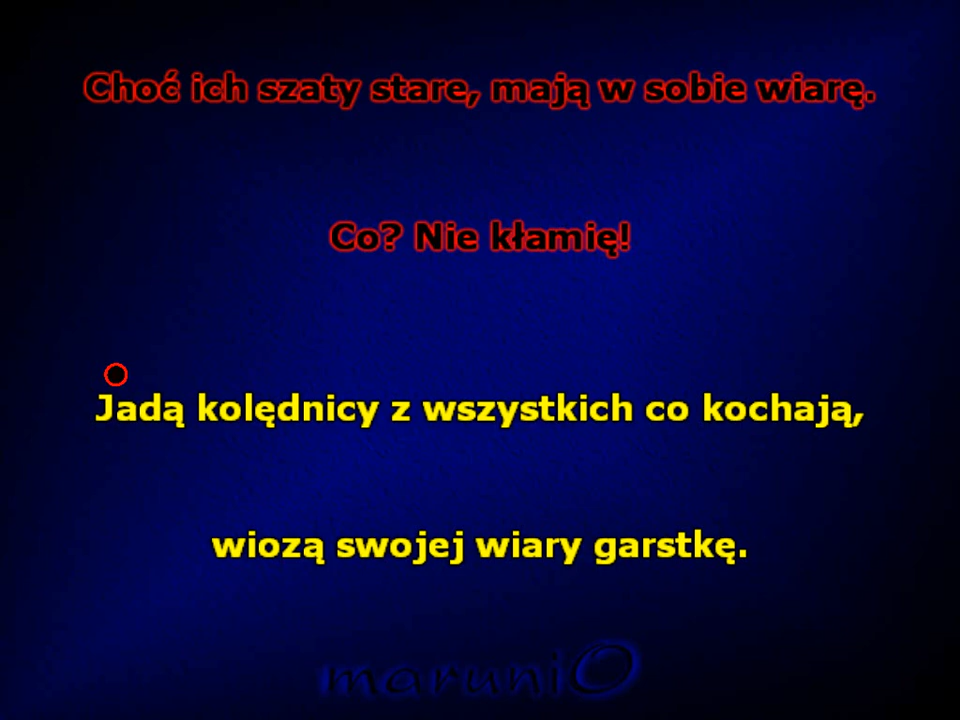 Choć ich szaty stare, mają w sobie wiarę.
Co? Nie kłamię!
Jadą kolędnicy z wszystkich co kochają,
wiozą swojej wiary garstkę.
maruniO